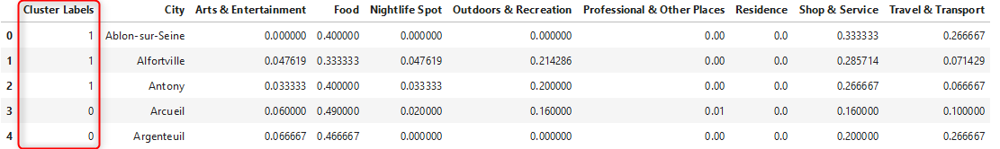 Cluster Labels City Arts & Entertainment Food Nightlife Spot Outdoors & Recreation Professional & Other Places Residence Shop & Service Travel & Transport
0 1 Ablon-sur-Seine 0.000000 0.400000 0.000000 0.000000 0.00 0.0 0.333333 0.266667
1 1 Alfortville 0.047619 0.333333 0.047619 0.214286 0.00 0.0 0.285714 0.071429
2 1 Antony 0.033333 0.400000 0.033333 0.200000 0.00 0.0 0.266667 0.066667
3 0 Arcueil 0.060000 0.490000 0.020000 0.160000 0.01 0.0 0.160000 0.100000
4 0 Argenteuil 0.066667 0.466667 0.000000 0.000000 0.00 0.0 0.200000 0.266667